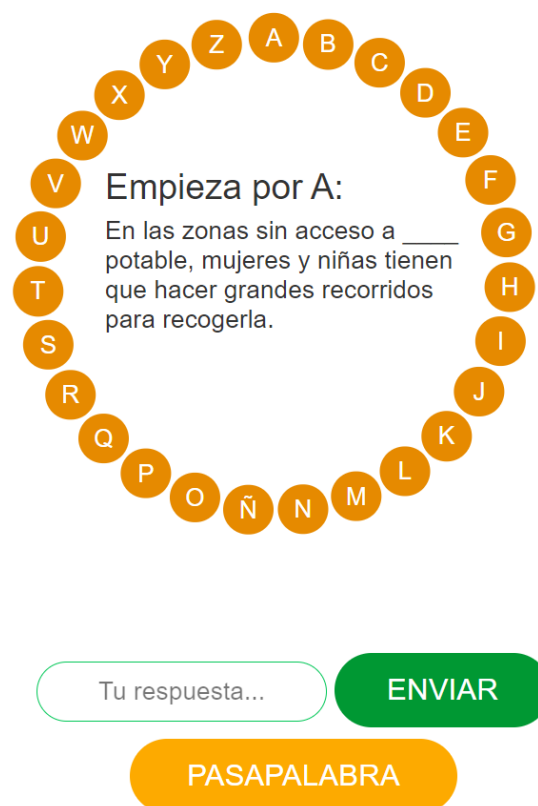 A
B
C
D
E
F
G
H
I
J
K
L
M
N
Ñ
O
P
Q
R
S
T
U
V
W
X
Y
Z
Empieza por A:
En las zonas sin acceso a ____
potable, mujeres y niñas tienen
que hacer grandes recorridos
para recogerla.
Tu respuesta...
ENVIAR
PASAPALABRA